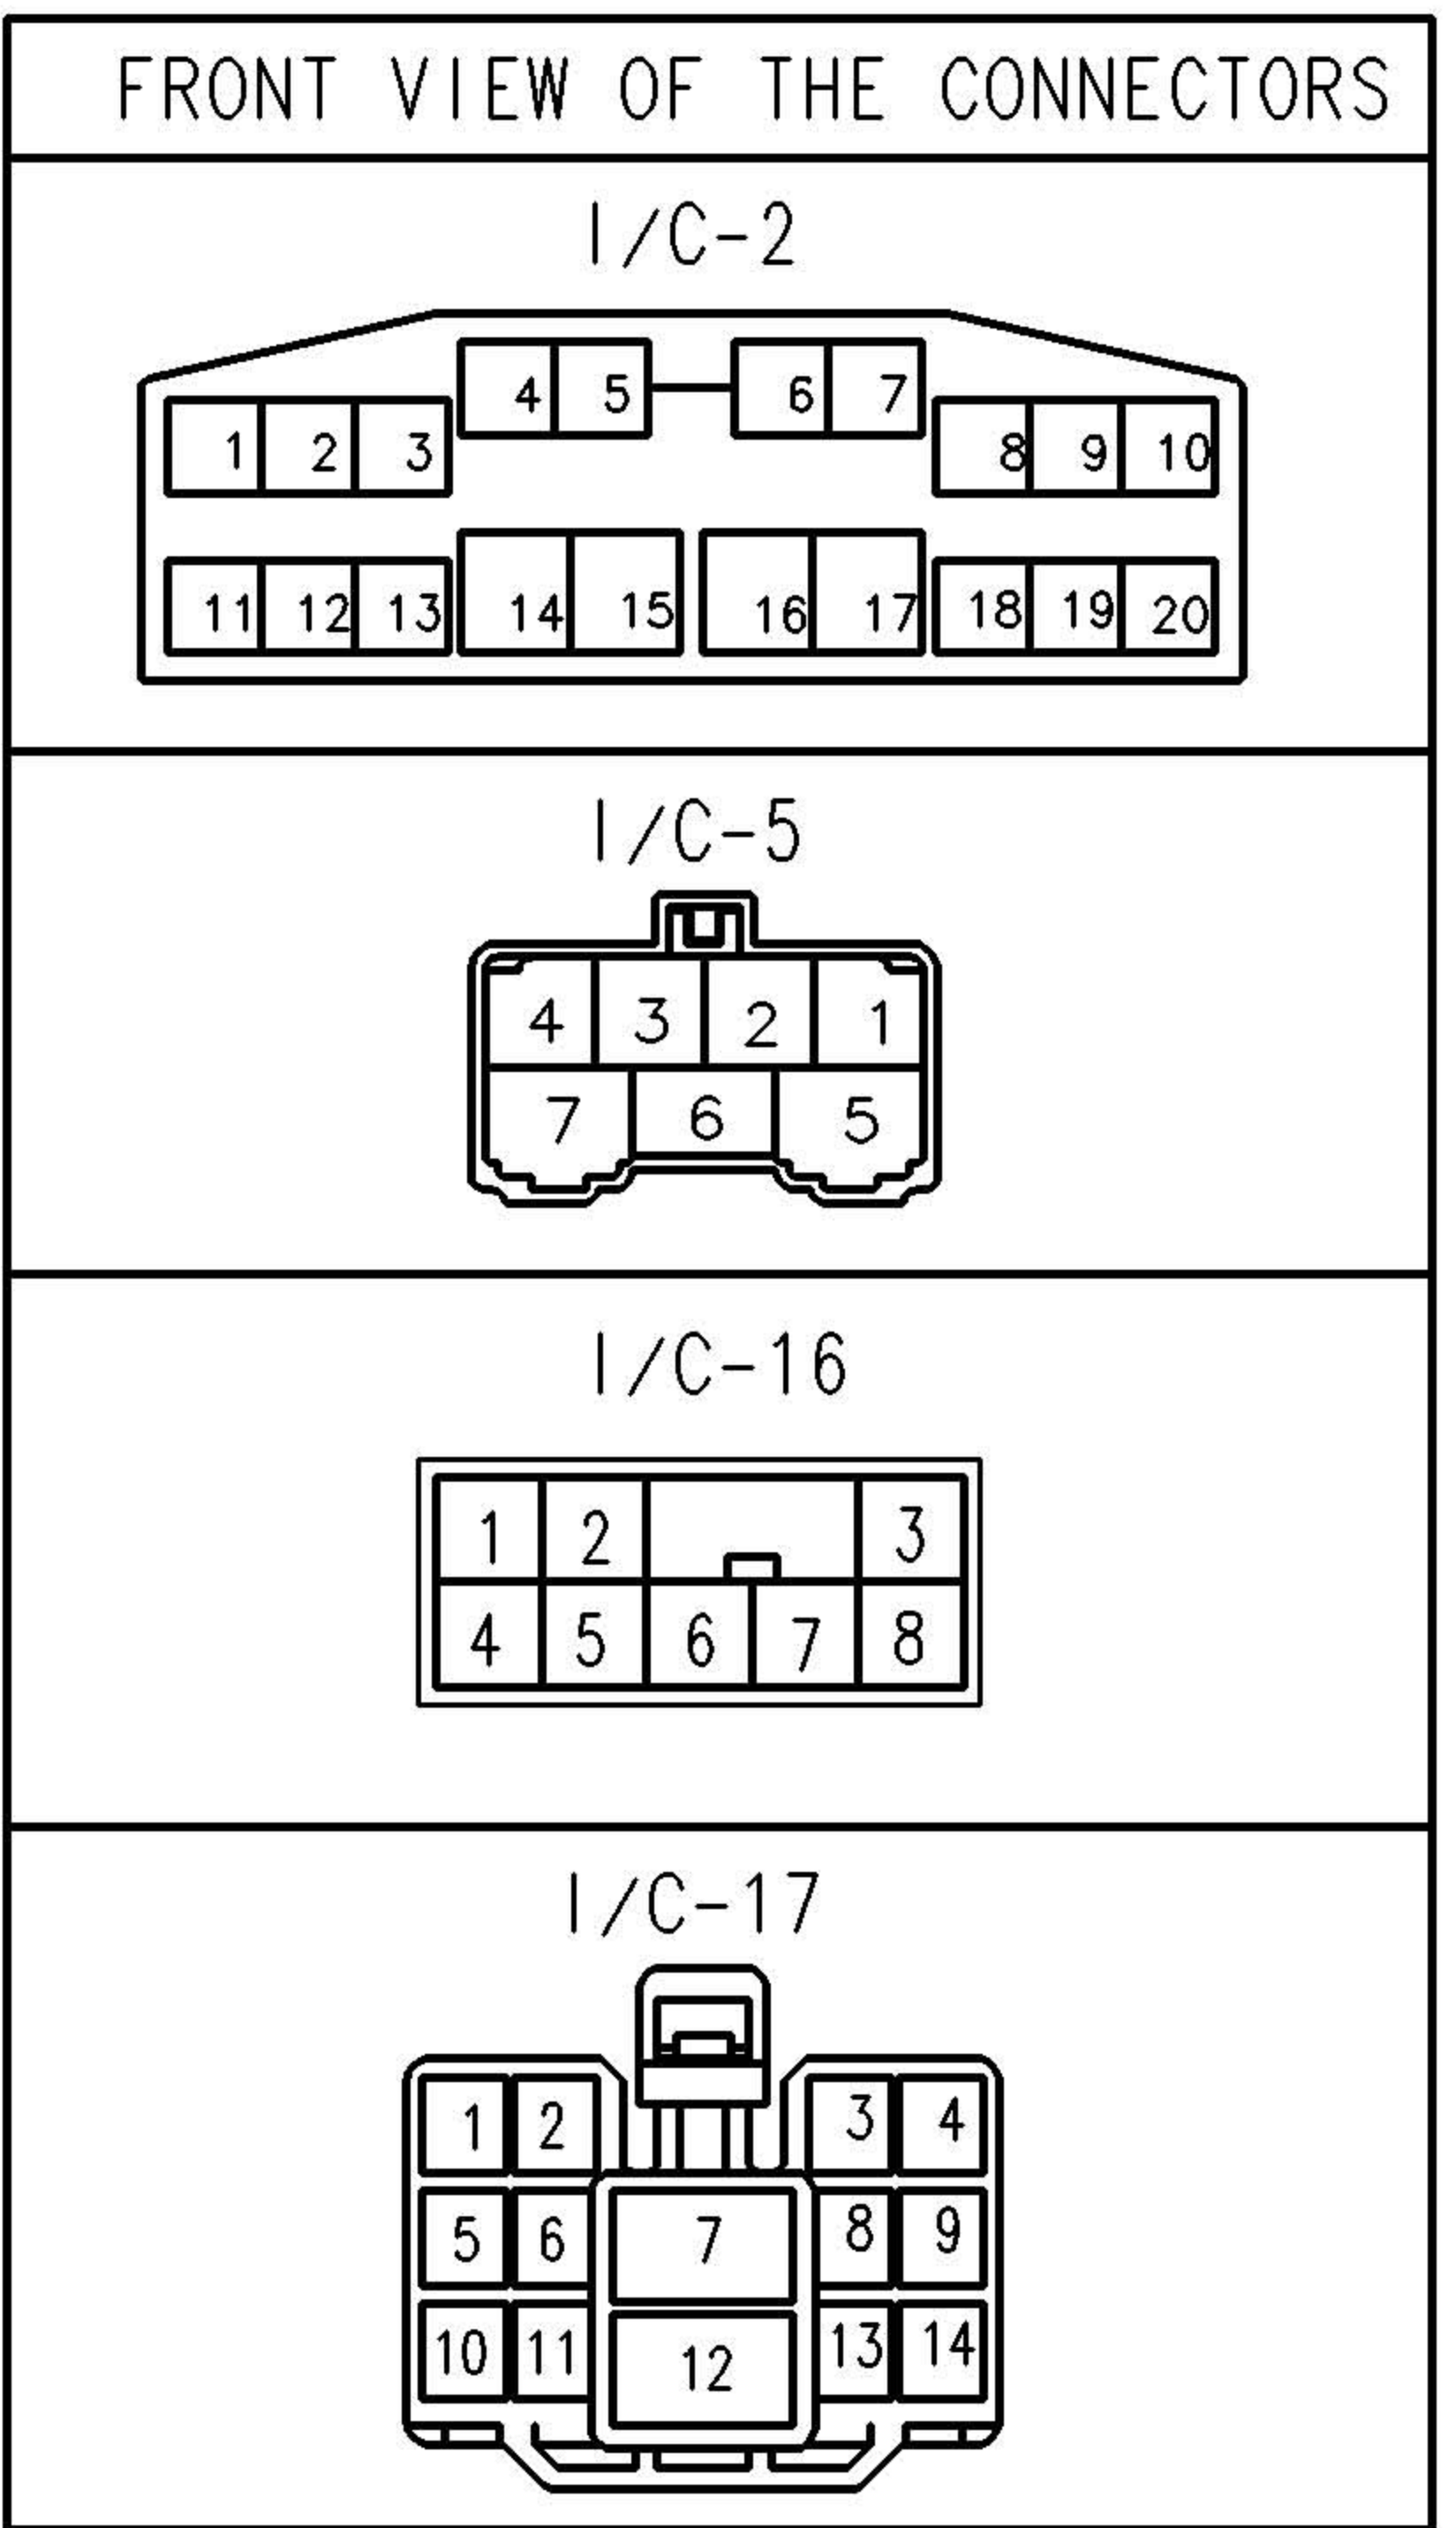 FRONT VIEW OF THE CONNECTORS
I/C-2
4 5 6 7
1 2 3 8 9 10
11 12 13 14 15 16 17 18 19 20
I/C-5
4 3 2 1
7 6 5
I/C-16
1 2 3
4 5 6 7 8
I/C-17
1 2 3 4
5 6 7 8 9
10 11 12 13 14